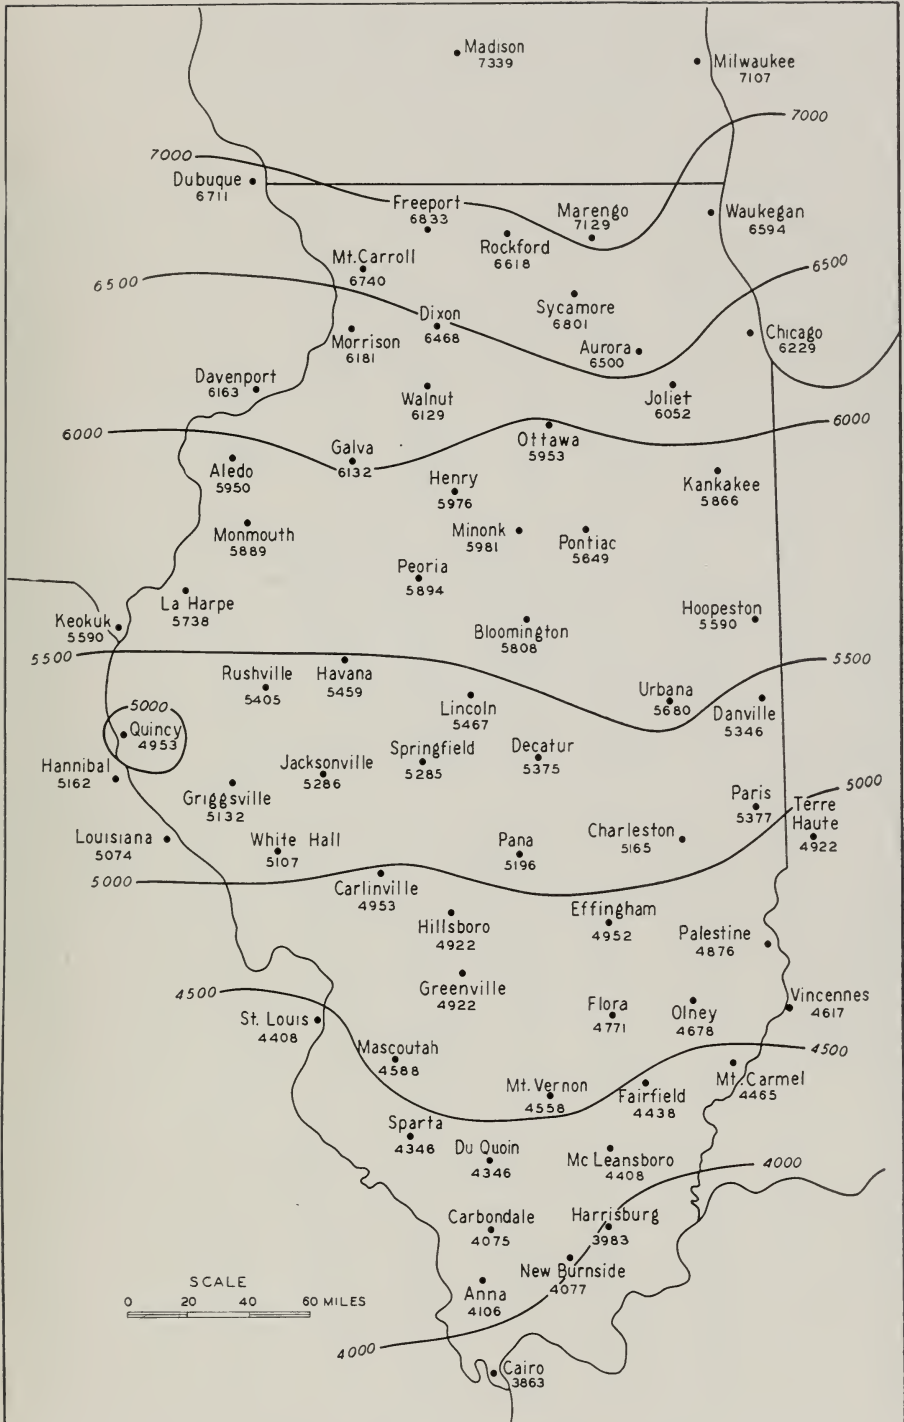 Madison
7339
Milwaukee
7107
7000
7000
Dubuque
6711
Freeport
6833
Marengo
7129
Waukegan
6594
Rockford
6618
Mt. Carroll
6740
6500
6500
Sycamore
6801
Dixon
6468
Morrison
6181
Chicago
6229
Aurora
6500
Davenport
6163
Walnut
6129
Joliet
6052
6000
6000
Ottawa
5953
Galva
6132
Aledo
5950
Henry
5976
Kankakee
5866
Monmouth
5889
Minonk
5981
Pontiac
5649
Peoria
5894
La Harpe
5738
Hoopeston
5590
Keokuk
5590
Bloomington
5808
5500
5500
Rushville
5405
Havana
5459
Urbana
5680
Lincoln
5467
Danville
5346
5000
Quincy
4953
Springfield
5285
Decatur
5375
Hannibal
5162
Jacksonville
5286
5000
Griggsville
5132
Paris
5377
Terre
Haute
4922
Louisiana
5074
White Hall
5107
Pana
5196
Charleston
5165
5000
Carlinville
4953
Effingham
4952
Hillsboro
4922
Palestine
4876
Greenville
4922
4500
Vincennes
4617
St. Louis
4408
Flora
4771
Olney
4678
Mascoutah
4588
4500
Mt. Vernon
4558
Fairfield
4438
Mt. Carmel
4465
Sparta
4346
Du Quoin
4346
Mc Leansboro
4408
4000
Carbondale
4075
Harrisburg
3983
New Burnside
4077
SCALE
0 20 40 60 MILES
Anna
4106
4000
Cairo
3863